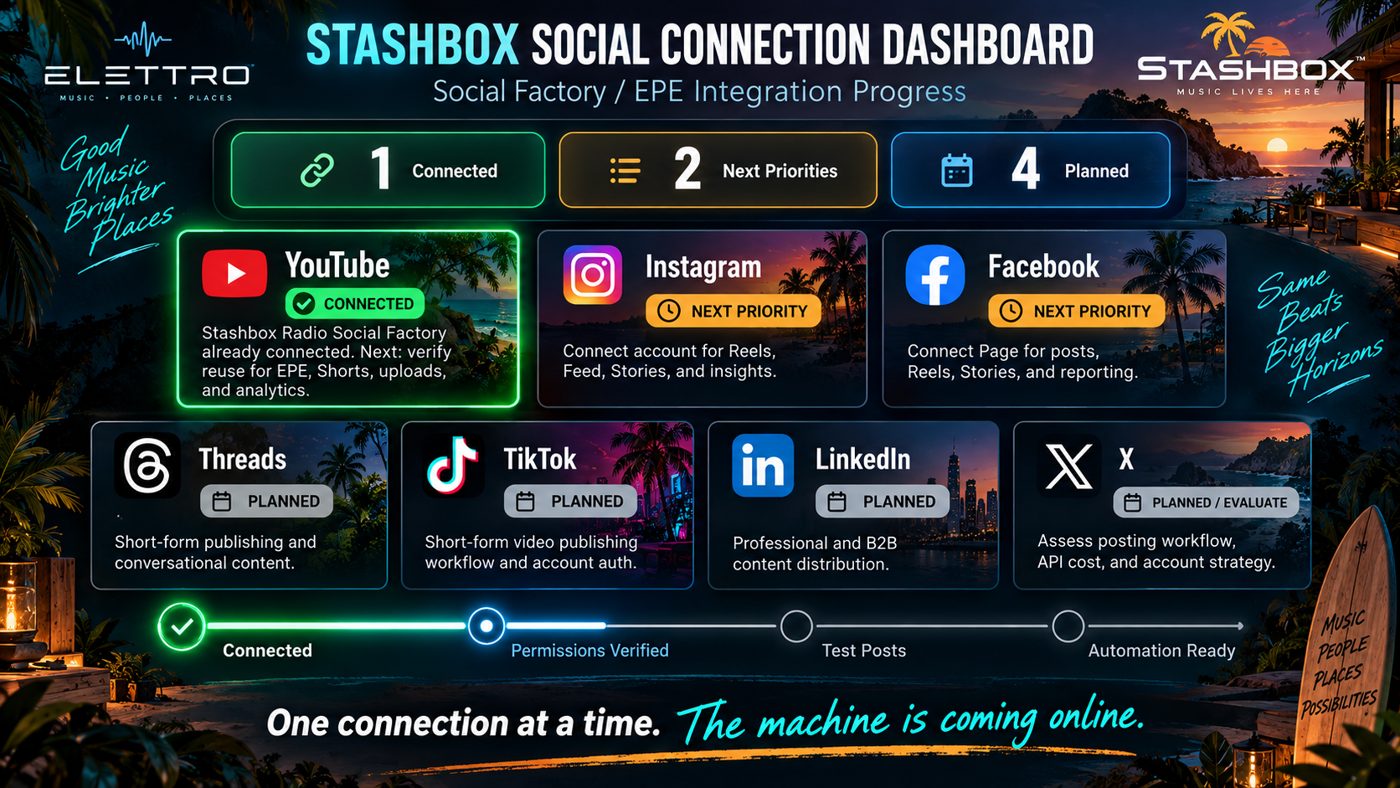 ELETTRO
MUSIC • PEOPLE • PLACES
STASHBOX SOCIAL CONNECTION DASHBOARD
Social Factory / EPE Integration Progress
STASHBOX™
MUSIC LIVES HERE
Good
Music
Brighter
Places
1 Connected
2 Next Priorities
4 Planned
YouTube
CONNECTED
Stashbox Radio Social Factory
already connected. Next: verify
reuse for EPE, Shorts, uploads,
and analytics.
Instagram
NEXT PRIORITY
Connect account for Reels,
Feed, Stories, and insights.
Facebook
NEXT PRIORITY
Connect Page for posts,
Reels, Stories, and reporting.
Same
Beats
Bigger
Horizons
Threads
PLANNED
Short-form publishing and
conversational content.
TikTok
PLANNED
Short-form video publishing
workflow and account auth.
in
LinkedIn
PLANNED
Professional and B2B
content distribution.
X
PLANNED / EVALUATE
Assess posting workflow,
API cost, and account strategy.
Connected
Permissions Verified
Test Posts
Automation Ready
MUSIC
PEOPLE
PLACES
POSSIBILITIES
One connection at a time. The machine is coming online.